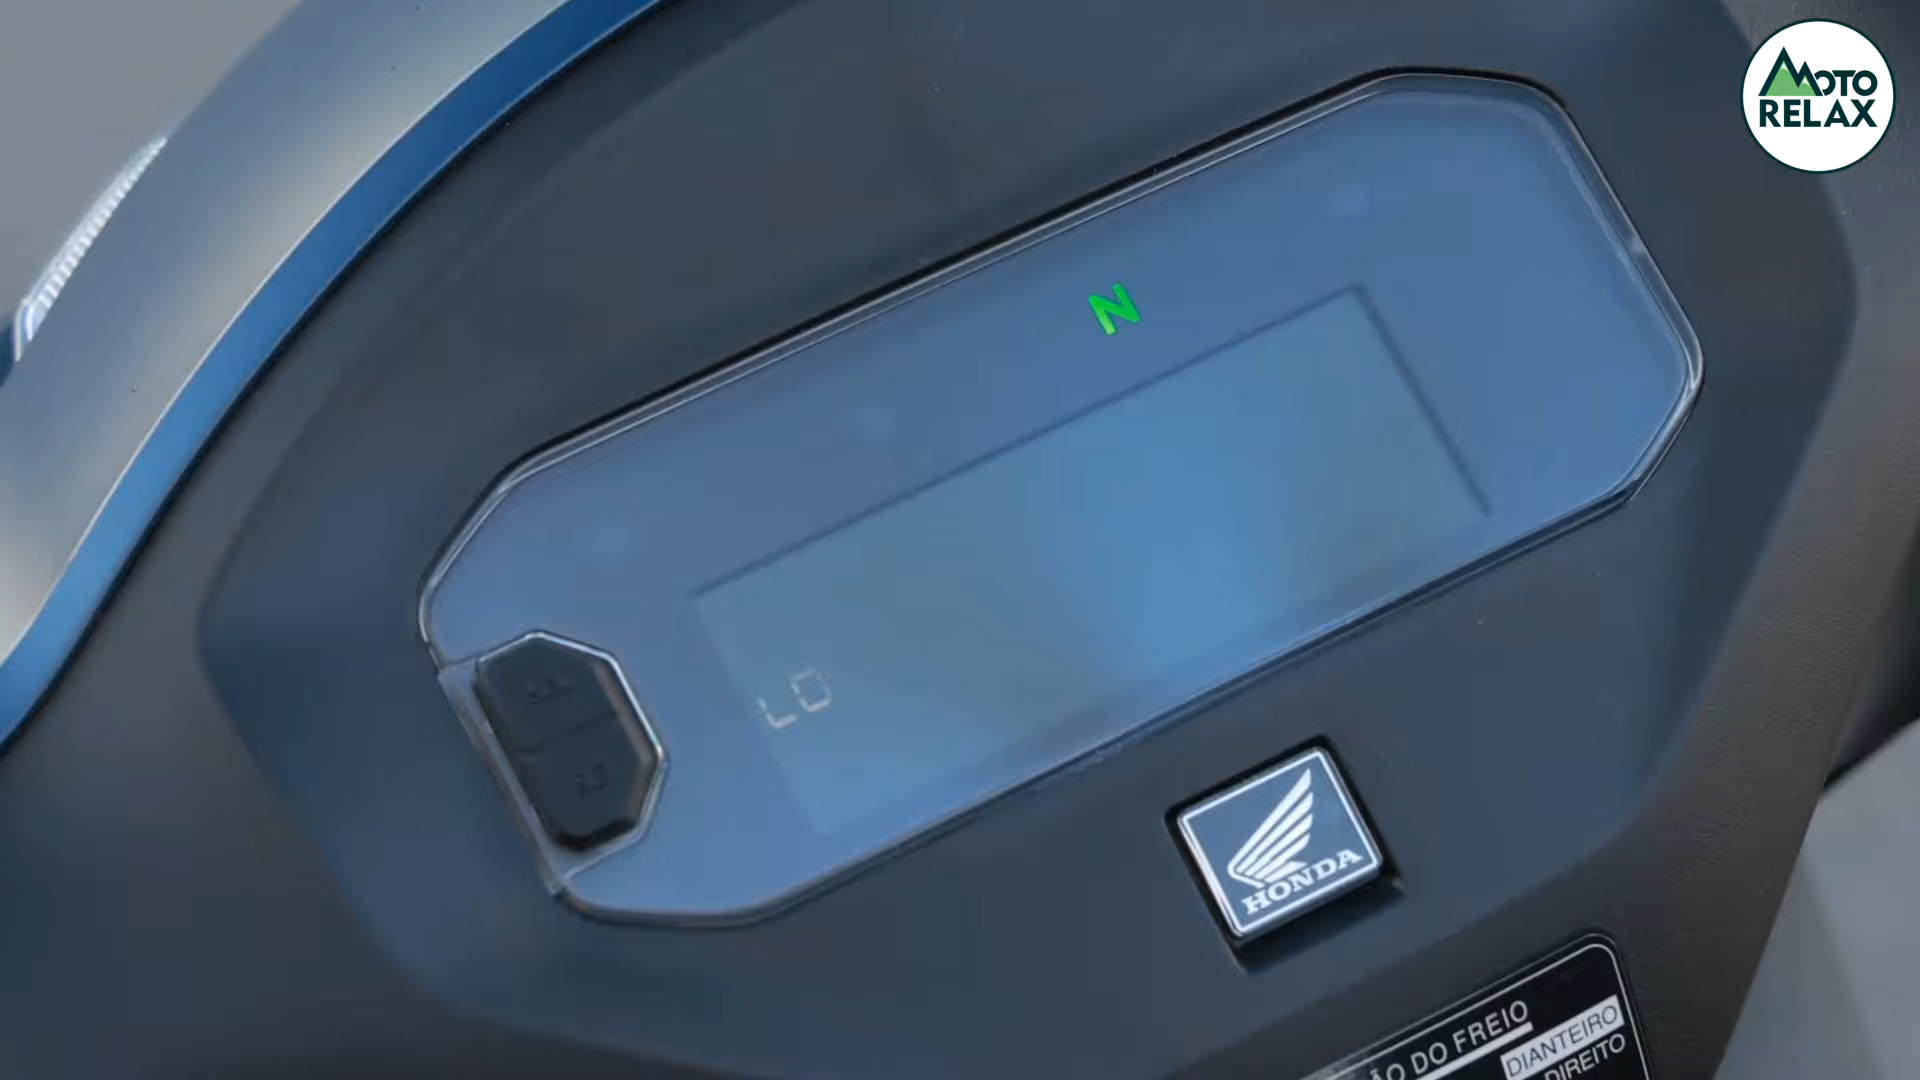 MOTO
RELAX
N
LO
HONDA
ÃO DO FREIO
DIANTEIRO
DIREITO